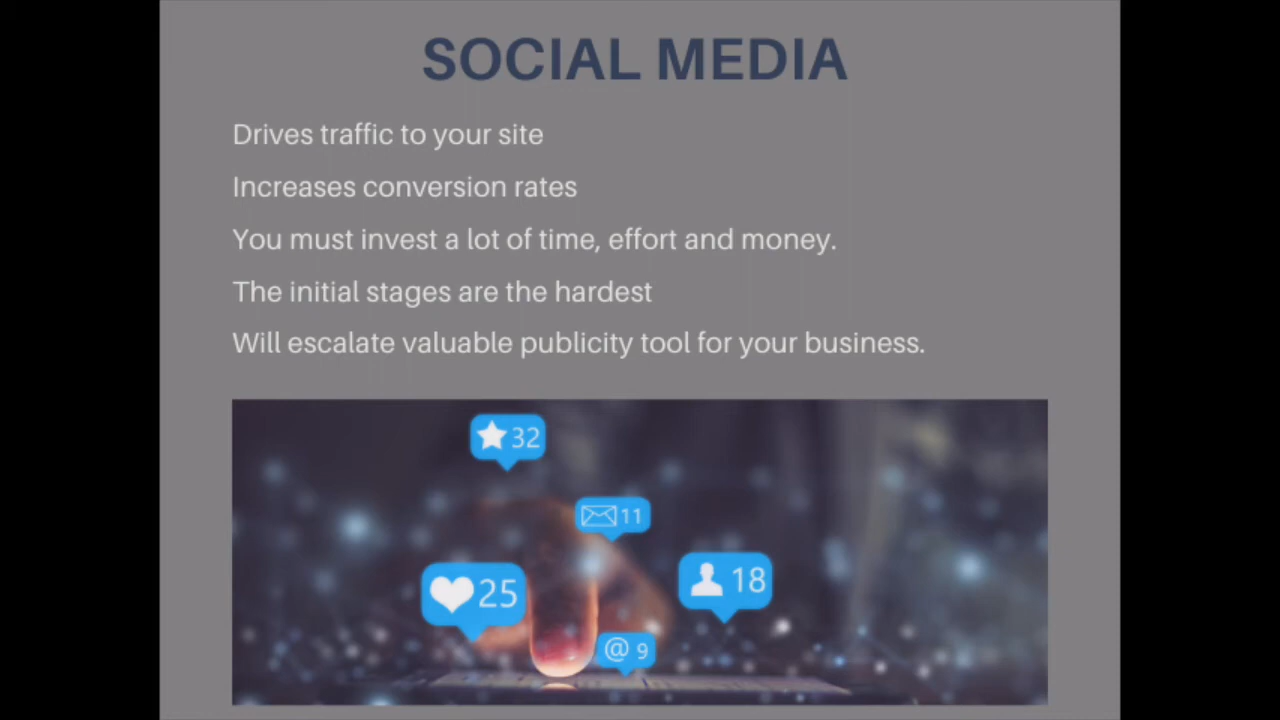 SOCIAL MEDIA
Drives traffic to your site
Increases conversion rates
You must invest a lot of time, effort and money.
The initial stages are the hardest
Will escalate valuable publicity tool for your business.
32
11
25
18
@ 9